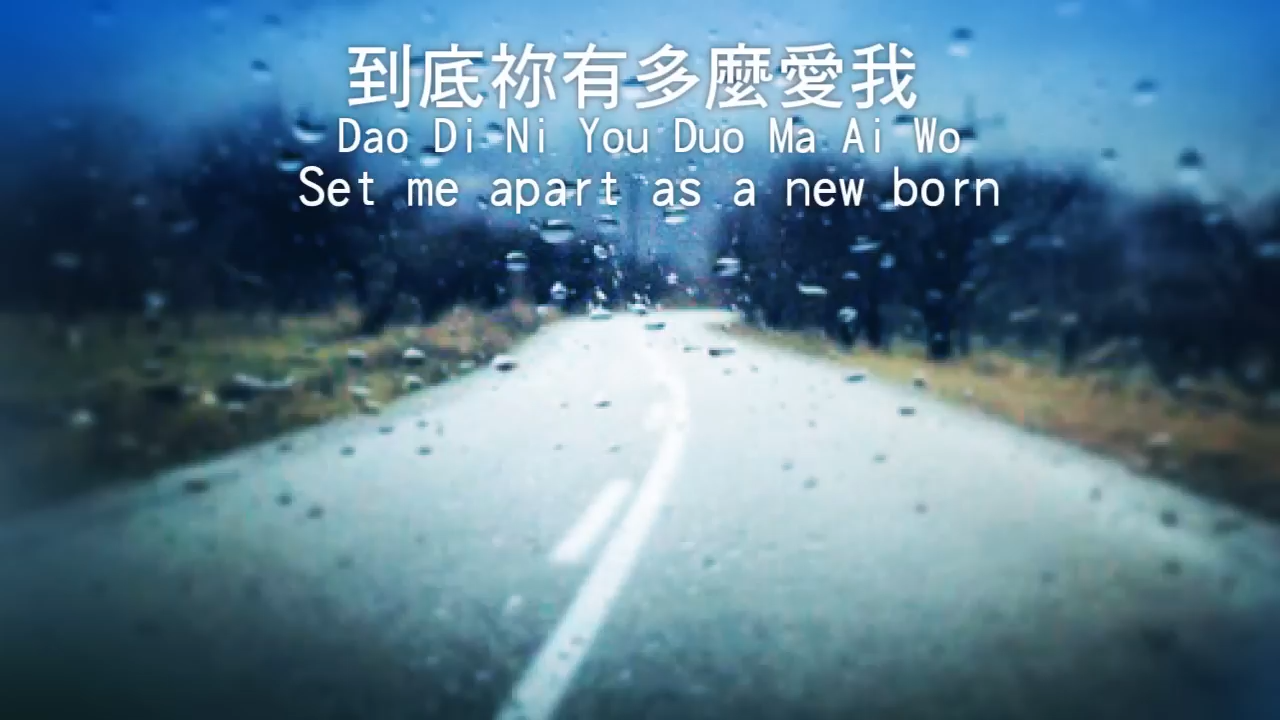 到底祢有多麼愛我
Dao Di Ni You Duo Ma Ai Wo
Set me apart as a new born